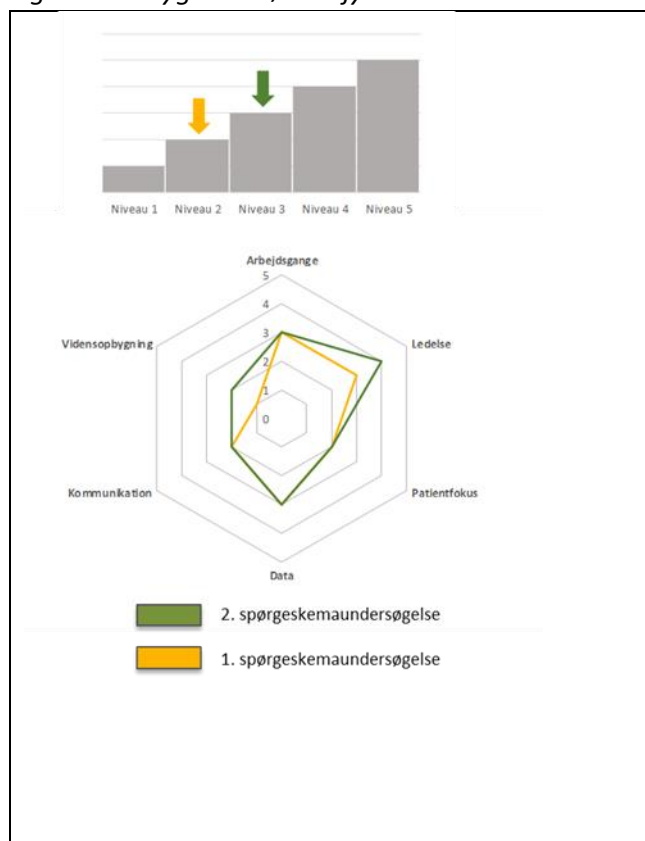 Niveau 1 Niveau 2 Niveau 3 Niveau 4 Niveau 5
Arbejdsgange
5
4
3
2
1
0
Vidensopbygning
Ledelse
Kommunikation
Patientfokus
Data
2. spørgeskemaundersøgelse
1. spørgeskemaundersøgelse